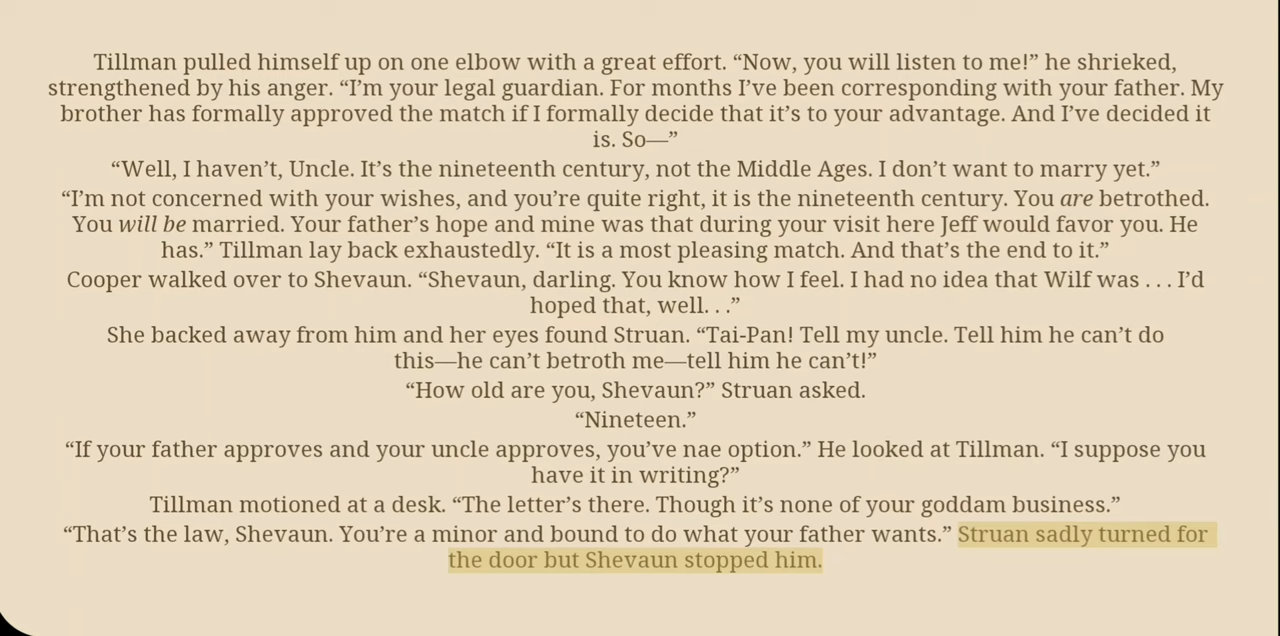 Tillman pulled himself up on one elbow with a great effort. “Now, you will listen to me!” he shrieked,
strengthened by his anger. “I’m your legal guardian. For months I’ve been corresponding with your father. My
brother has formally approved the match if I formally decide that it’s to your advantage. And I’ve decided it
is. So—”
“Well, I haven’t, Uncle. It’s the nineteenth century, not the Middle Ages. I don’t want to marry yet.”
“I’m not concerned with your wishes, and you’re quite right, it is the nineteenth century. You are betrothed.
You will be married. Your father’s hope and mine was that during your visit here Jeff would favor you. He
has.” Tillman lay back exhaustedly. “It is a most pleasing match. And that’s the end to it.”
Cooper walked over to Shevaun. “Shevaun, darling. You know how I feel. I had no idea that Wilf was . . . I’d
hoped that, well. . .”
She backed away from him and her eyes found Struan. “Tai-Pan! Tell my uncle. Tell him he can’t do
this—he can’t betroth me—tell him he can’t!”
“How old are you, Shevaun?” Struan asked.
“Nineteen.”
“If your father approves and your uncle approves, you’ve nae option.” He looked at Tillman. “I suppose you
have it in writing?”
Tillman motioned at a desk. “The letter’s there. Though it’s none of your goddam business.”
“That’s the law, Shevaun. You’re a minor and bound to do what your father wants.” Struan sadly turned for
the door but Shevaun stopped him.